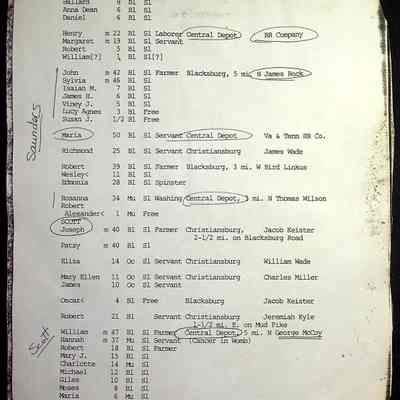 Ballard 9 Bl Sl
Anna Dean 6 Bl Sl
Daniel 6 Bl Sl
Henry m 22 Bl Sl Laborer Central Depot RR Company
Margaret m 19 Bl Sl Servant
Robert 5 Bl Sl
William[?] 1 Bl Sl[?]
Saunders
John m 42 Bl Sl Farmer Blacksburg, 5 mi. N James Rock
Sylvia m 46 Bl Sl
Isaiah M. 7 Bl Sl
James H. 6 Bl Sl
Viney J. 5 Bl Sl
Lucy Agnes 3 Bl Free
Susan J. 1/2 Bl Free
Maria 50 Bl Sl Servant Central Depot Va & Tenn RR Co.
Richmond 25 Bl Sl Servant Christiansburg James Wade
Robert 39 Bl Sl Farmer Blacksburg, 3 mi. W Bird Linkus
Wesley< 11 Bl Sl
Edmonia 28 Bl Sl Spinster
Rosanna 34 Mu Sl Washing Central Depot, 3 mi. N Thomas Wilson
Robert
Alexander< 1 Mu Free
SCOTT
Joseph m 40 Bl Sl Farmer Christiansburg, Jacob Keister
2-1/2 mi. on Blacksburg Road
Patsy m 40 Bl Sl
Eliza 14 Oc Sl Servant Christiansburg William Wade
Mary Ellen 11 Oc Sl Servant Christiansburg Charles Miller
James 10 Oc Sl Servant
Oscar< 4 Bl Free Blacksburg Jacob Keister
Robert 21 Bl Servant Christiansburg Jeremiah Kyle
1-1/2 mi. E. on Mud Pike
Scott
William m 47 Bl Sl Farmer Central Depot, 5 mi. N George McCoy
Hannah m 37 Mu Sl Servant (Cancer in Womb)
Robert 18 Bl Sl Farmer
Mary J. 15 Bl Sl
Charlotte 14 Mu Sl
Michael 12 Bl Sl
Giles 10 Bl Sl
Moses 8 Bl Sl
Maria 6 Mu Sl